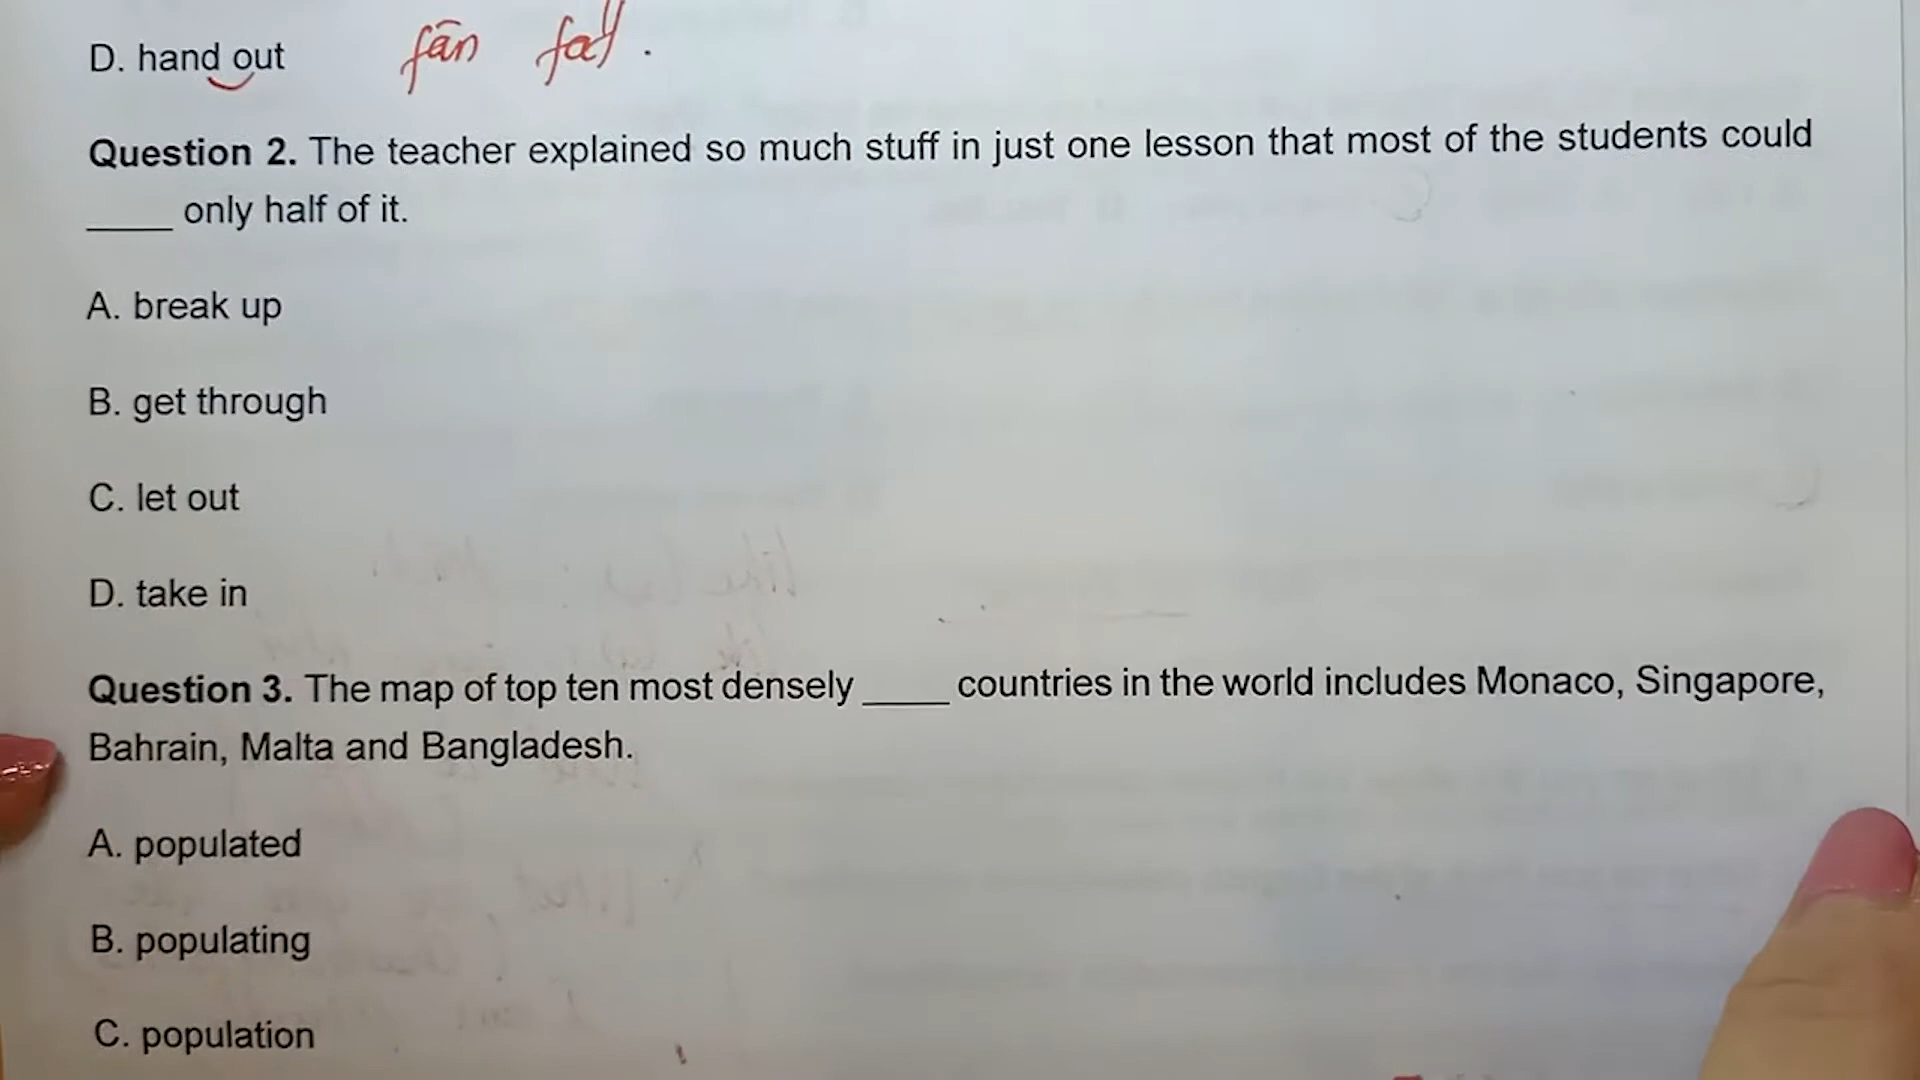 D. hand out
Question 2. The teacher explained so much stuff in just one lesson that most of the students could
_____ only half of it.
A. break up
B. get through
C. let out
D. take in
Question 3. The map of top ten most densely _____ countries in the world includes Monaco, Singapore,
Bahrain, Malta and Bangladesh.
A. populated
B. populating
C. population